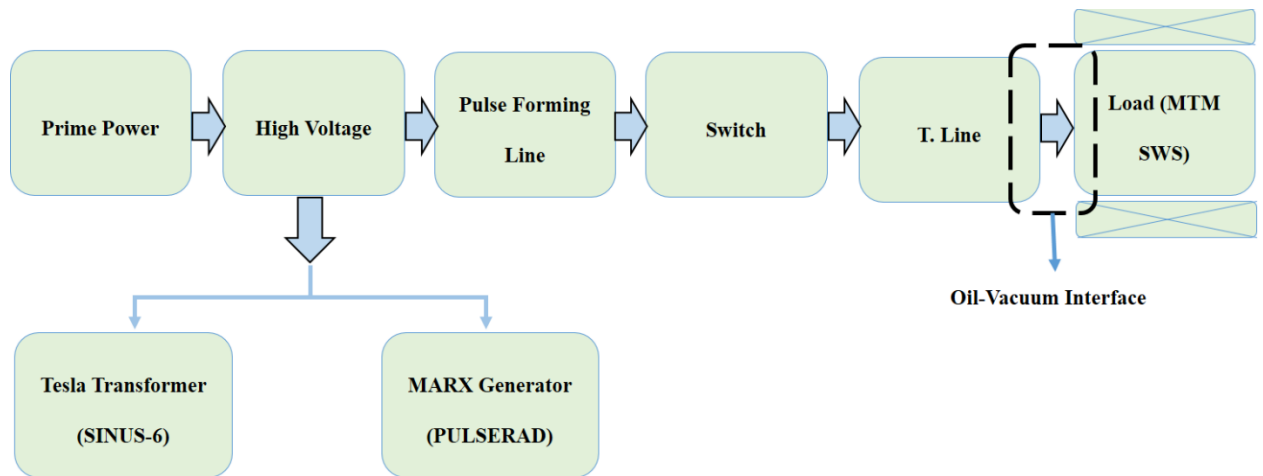 Prime Power
High Voltage
Pulse Forming
Line
Switch
T. Line
Load (MTM
SWS)
Oil-Vacuum Interface
Tesla Transformer
(SINUS-6)
MARX Generator
(PULSERAD)